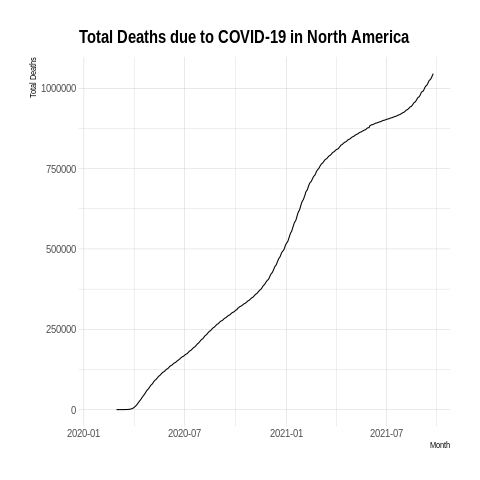 Total Deaths due to COVID-19 in North America
Total Deaths
1000000
750000
500000
250000
0
2020-01 2020-07 2021-01 2021-07
Month